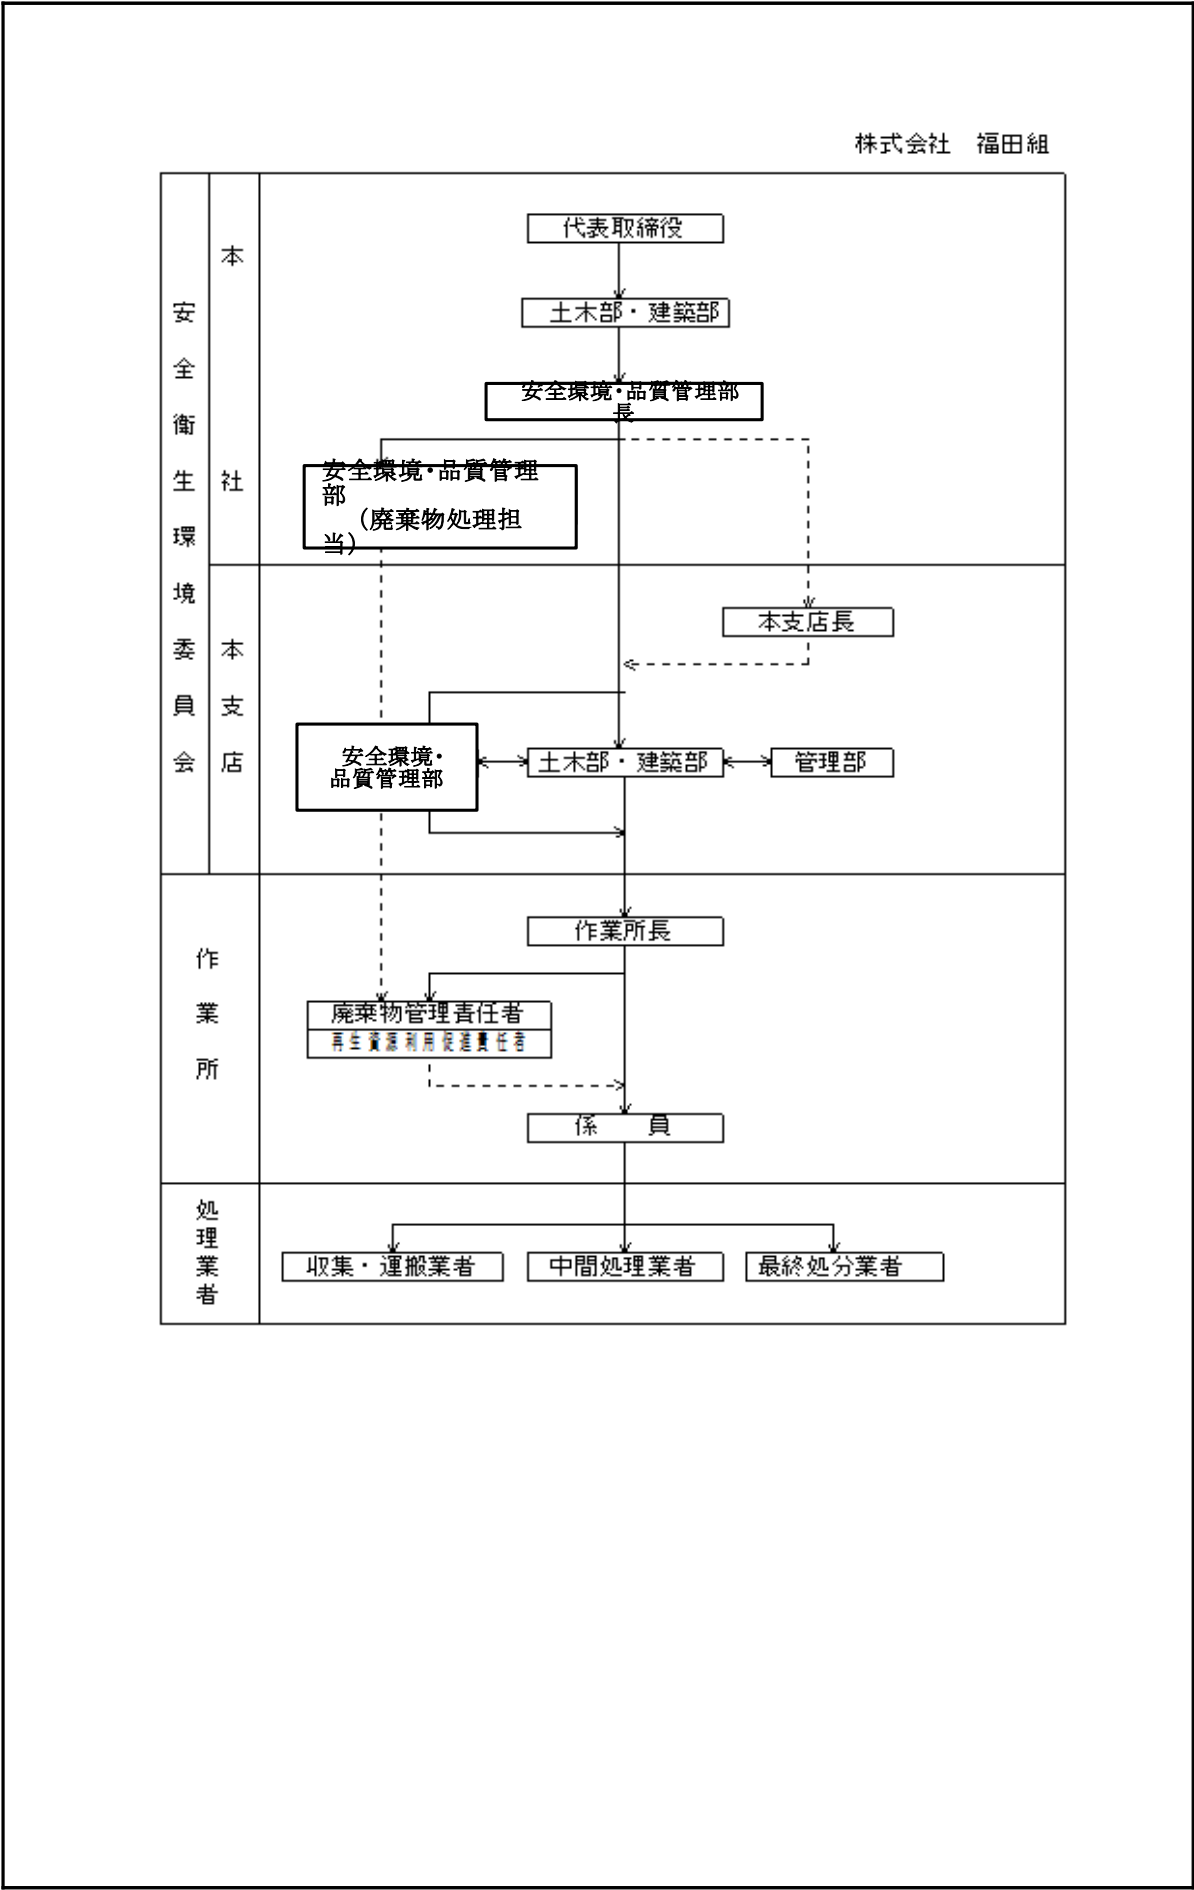 株式会社　福田組
安全衛生環境委員会
本社
代表取締役
土木部・建築部
安全環境・品質管理部
長
安全環境・品質管理
部
（廃棄物処理担
当）
本支店
本支店長
安全環境・
品質管理部
土木部・建築部
管理部
作業所
作業所長
廃棄物管理責任者
再生資源利用促進責任者
係　員
処理業者
収集・運搬業者
中間処理業者
最終処分業者